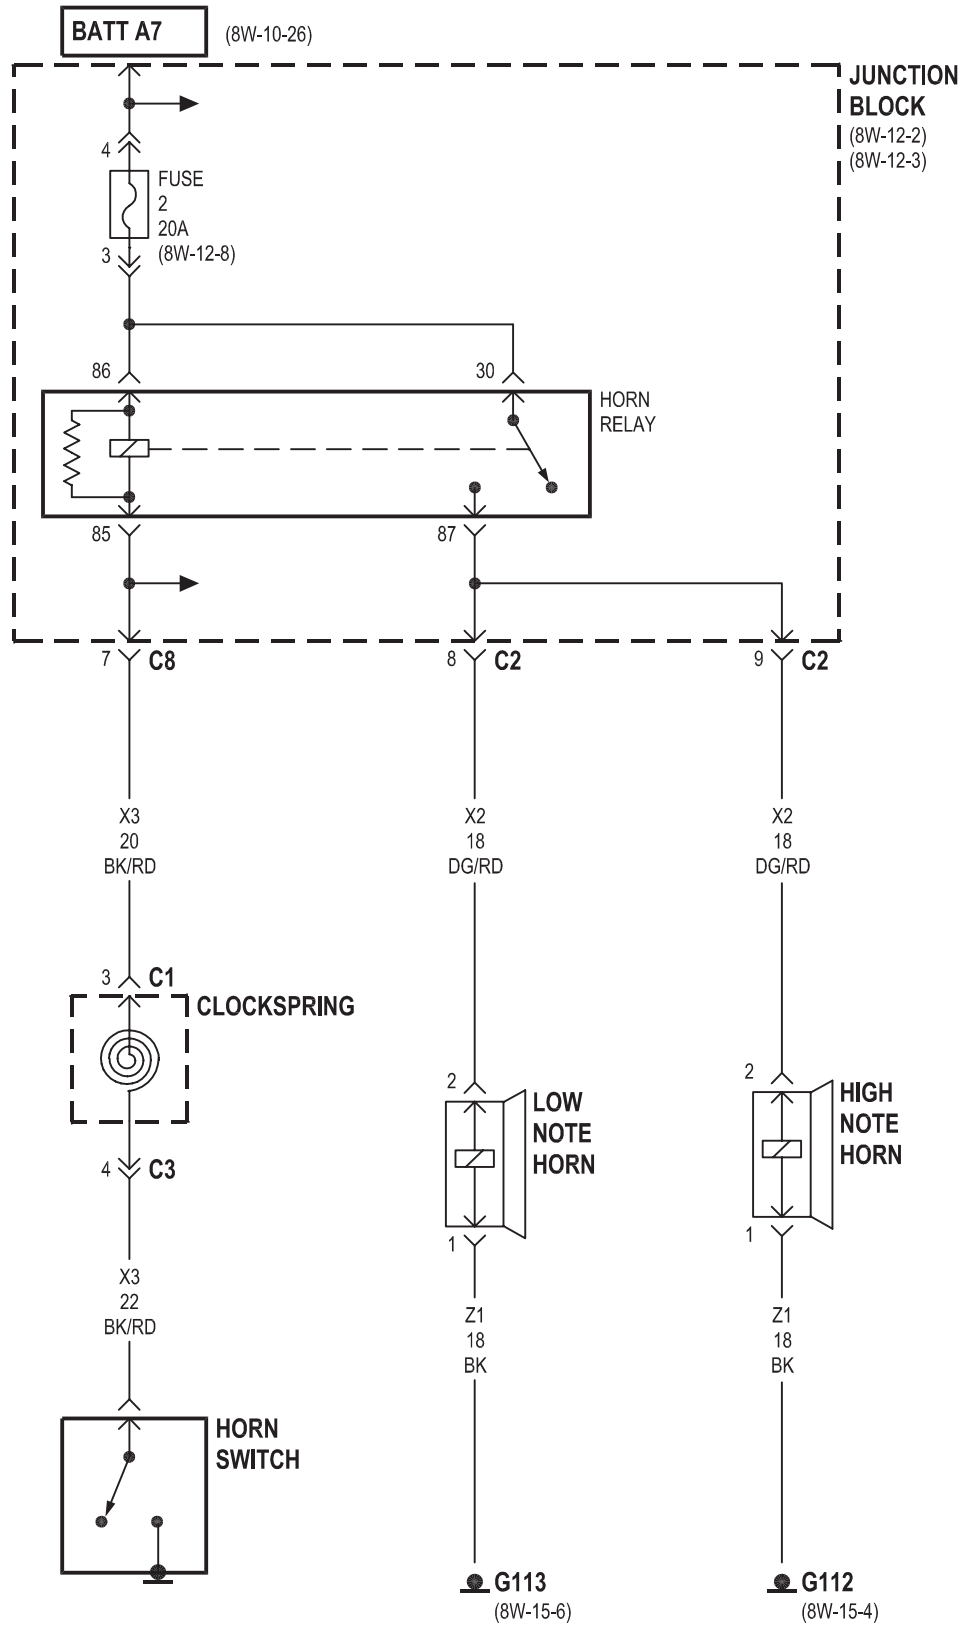 BATT A7
(8W-10-26)
JUNCTION
BLOCK
(8W-12-2)
(8W-12-3)
4
FUSE
2
20A
(8W-12-8)
3
86
30
HORN
RELAY
85
87
7
C8
8
C2
9
C2
X3
20
BK/RD
X2
18
DG/RD
X2
18
DG/RD
3
C1
CLOCKSPRING
4
C3
2
LOW
NOTE
HORN
1
2
HIGH
NOTE
HORN
1
X3
22
BK/RD
Z1
18
BK
Z1
18
BK
HORN
SWITCH
G113
(8W-15-6)
G112
(8W-15-4)